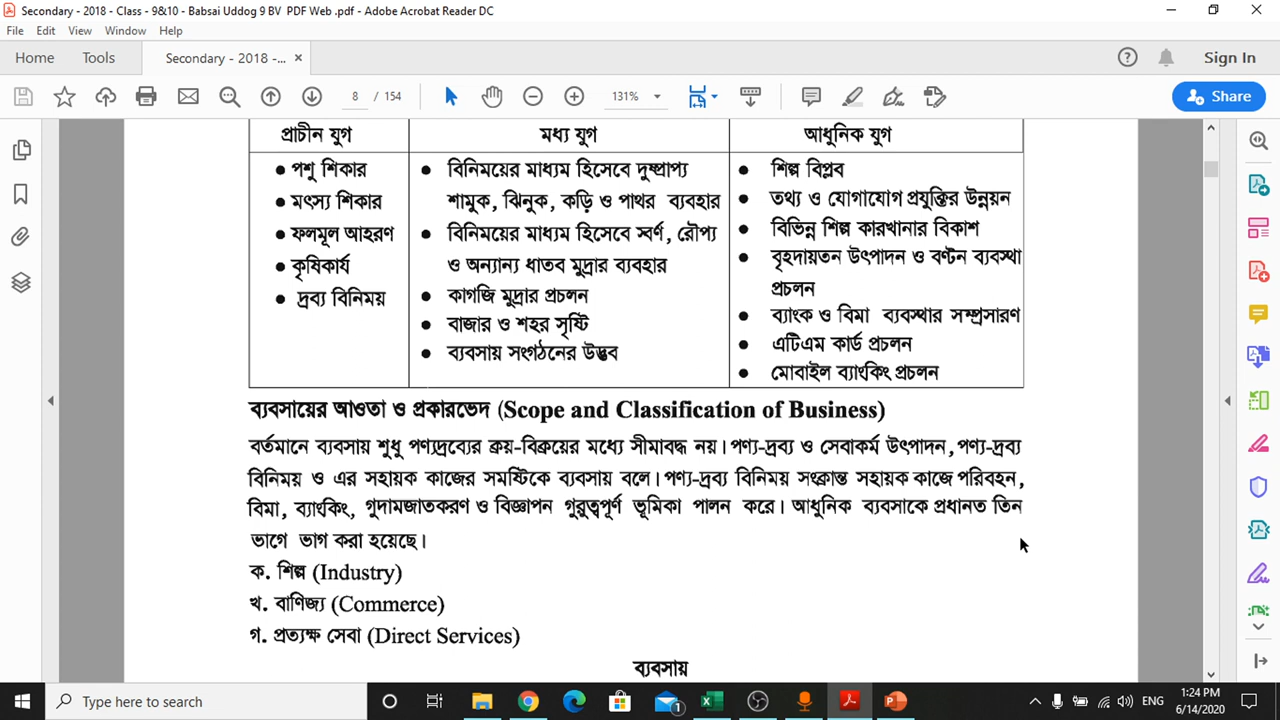 Secondary - 2018 - Class - 9&10 - Babsai Uddog 9 BV PDF Web .pdf - Adobe Acrobat Reader DC
File Edit View Window Help
Home Tools Secondary - 2018 -... × Sign In
8 / 154 131% Share
প্রাচীন যুগ
● পশু শিকার
● মৎস্য শিকার
● ফলমূল আহরণ
● কৃষিকার্য
● দ্রব্য বিনিময়
মধ্য যুগ
● বিনিময়ের মাধ্যম হিসেবে দুষ্প্রাপ্য
শামুক, ঝিনুক, কড়ি ও পাথর ব্যবহার
● বিনিময়ের মাধ্যম হিসেবে স্বর্ণ, রৌপ্য
ও অন্যান্য ধাতব মুদ্রার ব্যবহার
● কাগজি মুদ্রার প্রচলন
● বাজার ও শহর সৃষ্টি
● ব্যবসায় সংগঠনের উদ্ভব
আধুনিক যুগ
● শিল্প বিপ্লব
● তথ্য ও যোগাযোগ প্রযুক্তির উন্নয়ন
● বিভিন্ন শিল্প কারখানার বিকাশ
● বৃহদায়তন উৎপাদন ও বণ্টন ব্যবস্থা
প্রচলন
● ব্যাংক ও বিমা ব্যবস্থার সম্প্রসারণ
● এটিএম কার্ড প্রচলন
● মোবাইল ব্যাংকিং প্রচলন
ব্যবসায়ের আওতা ও প্রকারভেদ (Scope and Classification of Business)
বর্তমানে ব্যবসায় শুধু পণ্যদ্রব্যের ক্রয়-বিক্রয়ের মধ্যে সীমাবদ্ধ নয়। পণ্য-দ্রব্য ও সেবাকর্ম উৎপাদন, পণ্য-দ্রব্য
বিনিময় ও এর সহায়ক কাজের সমষ্টিকে ব্যবসায় বলে। পণ্য-দ্রব্য বিনিময় সংক্রান্ত সহায়ক কাজে পরিবহন,
বিমা, ব্যাংকিং, গুদামজাতকরণ ও বিজ্ঞাপন গুরুত্বপূর্ণ ভূমিকা পালন করে। আধুনিক ব্যবসাকে প্রধানত তিন
ভাগে ভাগ করা হয়েছে।
ক. শিল্প (Industry)
খ. বাণিজ্য (Commerce)
গ. প্রত্যক্ষ সেবা (Direct Services)
ব্যবসায়
Type here to search
1
ENG
1:24 PM
6/14/2020